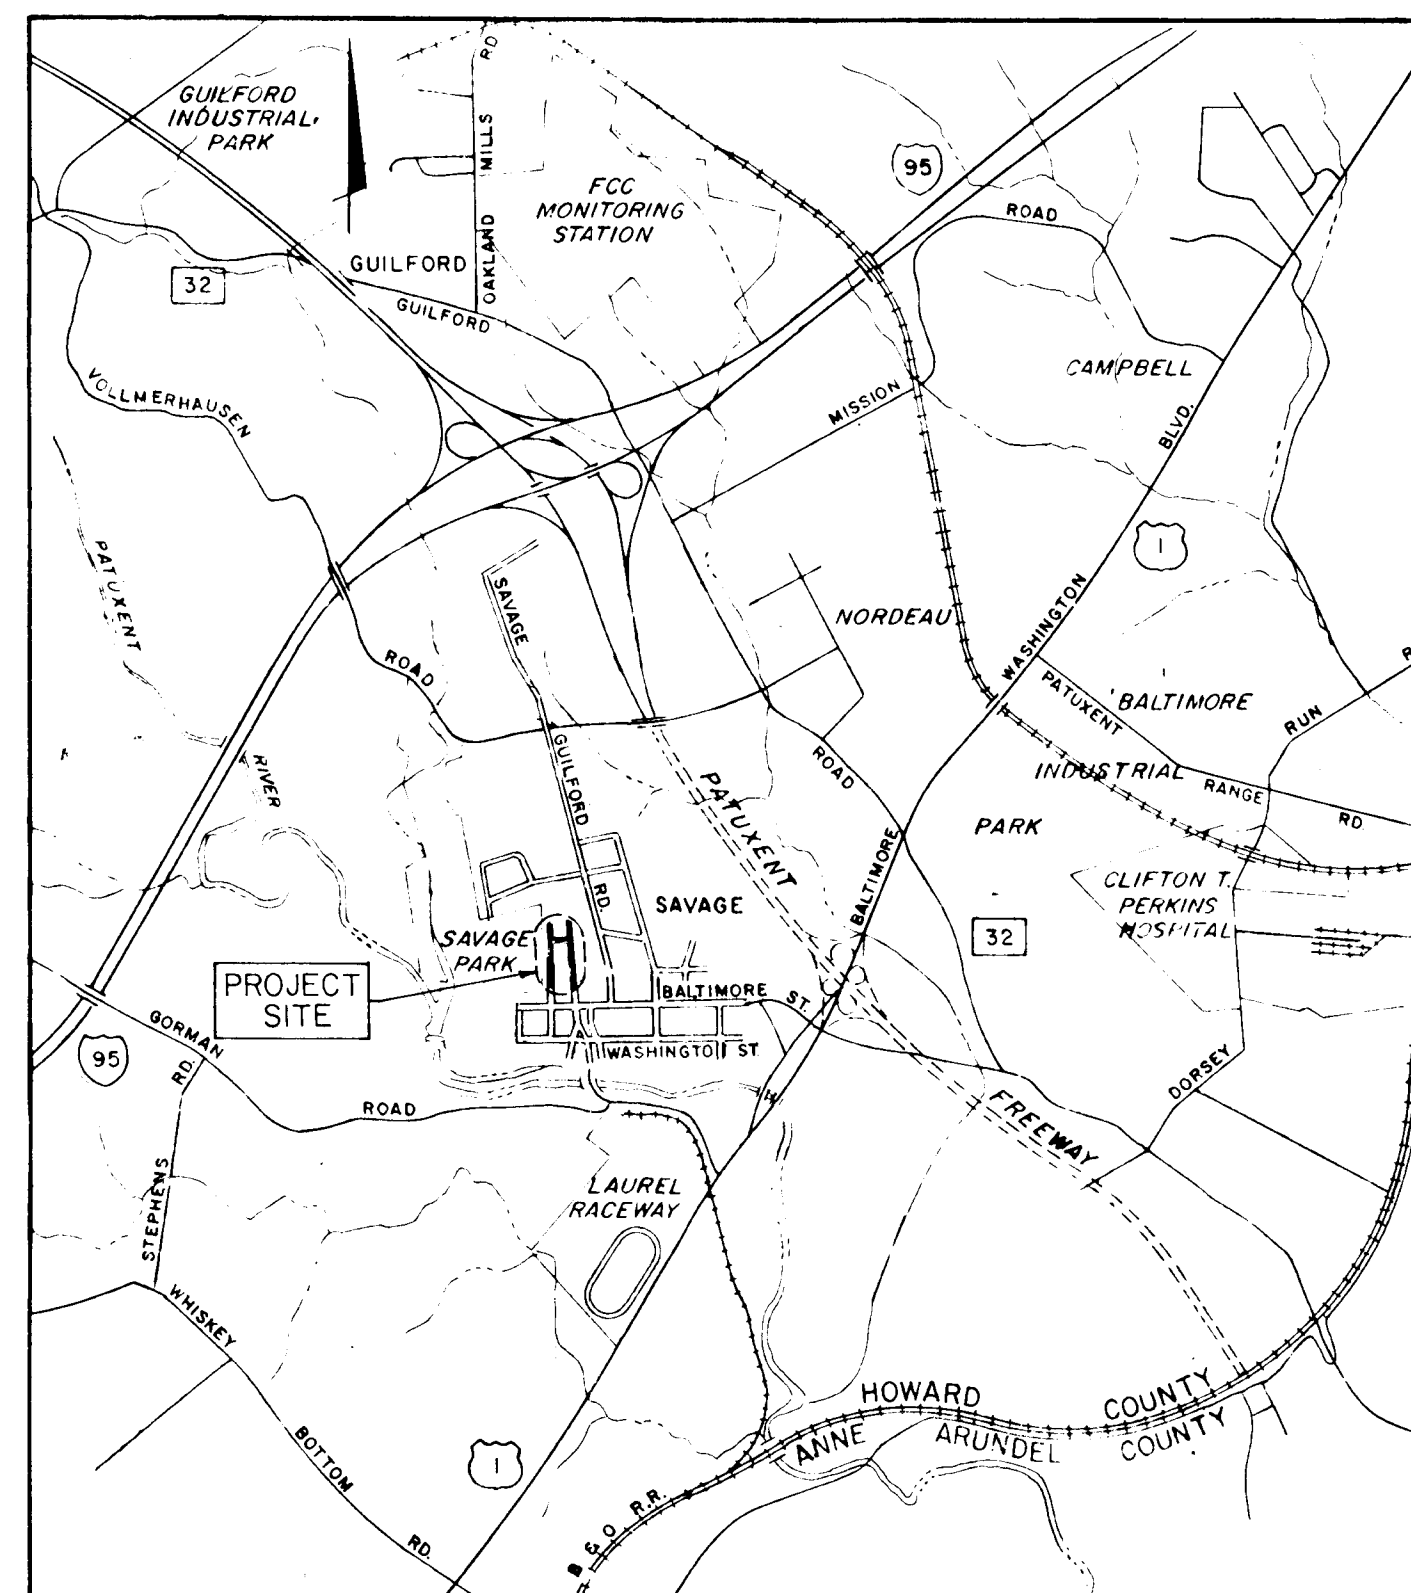 RD
GUILFORD
INDUSTRIAL
PARK
MILLS
95
FCC
MONITORING
STATION
ROAD
OAKLAND
GUILFORD
32
GUILFORD
CAMPBELL
VOLLMERHAUSEN
MISSION
BLVD.
1
PATUXENT
SAVAGE
NORDEAU
WASHINGTON
ROAD
PATUXENT
BALTIMORE
RUN
RIVER
GUILFORD
PATUXENT
ROAD
INDUSTRIAL
RANGE
RD.
PARK
BALTIMORE
CLIFTON T.
PERKINS
HOSPITAL
RD.
SAVAGE
32
SAVAGE
PARK
PROJECT
SITE
BALTIMORE
ST.
GORMAN
WASHINGTO
ST.
95
RD.
ROAD
DORSEY
FREEWAY
STEPHENS
LAUREL
RACEWAY
WHISKEY
HOWARD
COUNTY
ANNE
ARUNDEL
COUNTY
BOTTOM
1
RD.
B & O R.R.